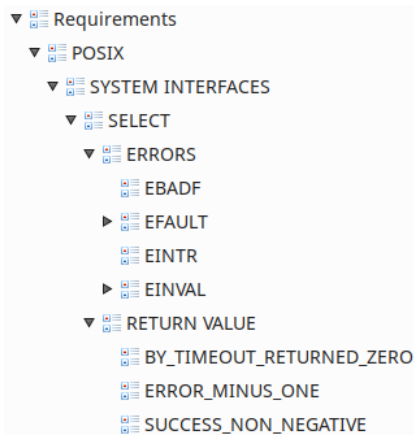 Requirements
POSIX
SYSTEM INTERFACES
SELECT
ERRORS
EBADF
EFAULT
EINTR
EINVAL
RETURN VALUE
BY_TIMEOUT_RETURNED_ZERO
ERROR_MINUS_ONE
SUCCESS_NON_NEGATIVE